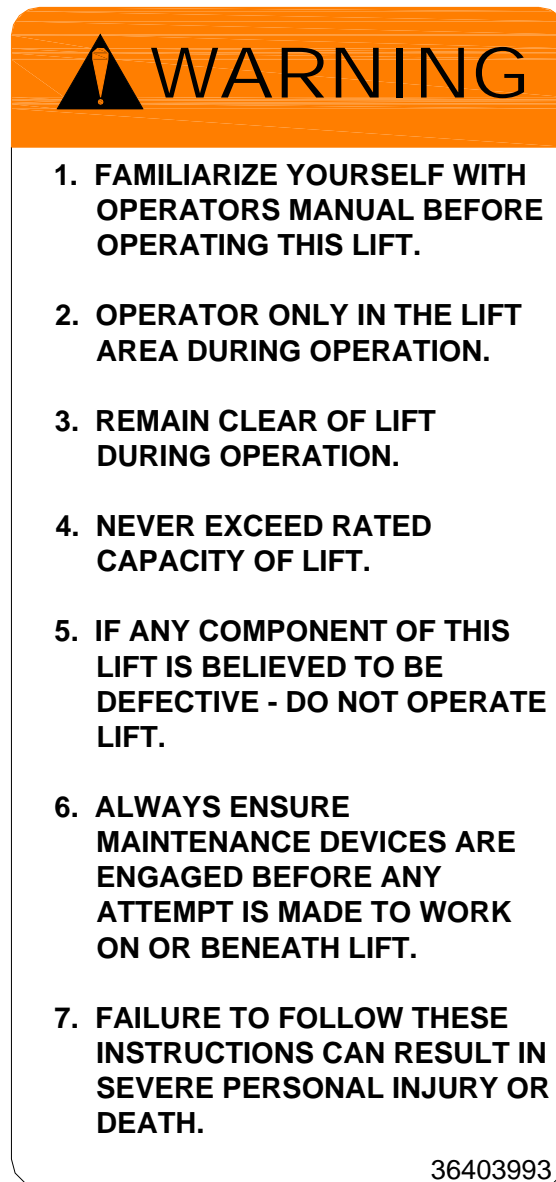 WARNING
1. FAMILIARIZE YOURSELF WITH
OPERATORS MANUAL BEFORE
OPERATING THIS LIFT.
2. OPERATOR ONLY IN THE LIFT
AREA DURING OPERATION.
3. REMAIN CLEAR OF LIFT
DURING OPERATION.
4. NEVER EXCEED RATED
CAPACITY OF LIFT.
5. IF ANY COMPONENT OF THIS
LIFT IS BELIEVED TO BE
DEFECTIVE - DO NOT OPERATE
LIFT.
6. ALWAYS ENSURE
MAINTENANCE DEVICES ARE
ENGAGED BEFORE ANY
ATTEMPT IS MADE TO WORK
ON OR BENEATH LIFT.
7. FAILURE TO FOLLOW THESE
INSTRUCTIONS CAN RESULT IN
SEVERE PERSONAL INJURY OR
DEATH.
36403993